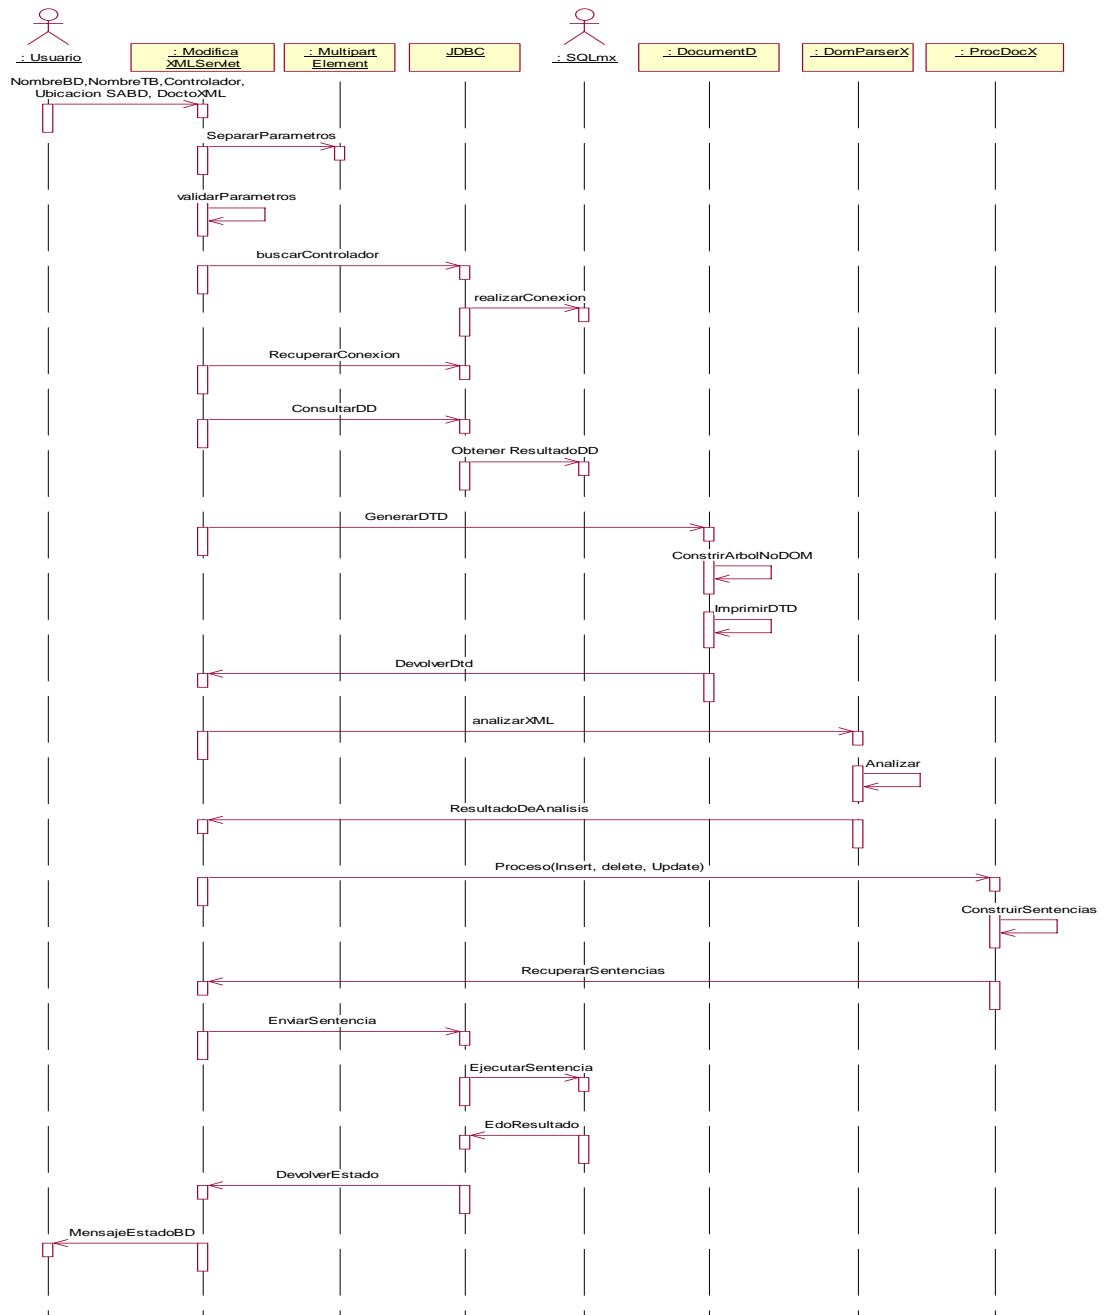 : Usuario
: Modifica
XMLServlet
: Multipart
Element
JDBC
: SQLmx
: DocumentD
: DomParserX
: ProcDocX
NombreBD,NombreTB,Controlador,
Ubicacion SABD, DoctoXML
SepararParametros
validarParametros
buscarControlador
realizarConexion
RecuperarConexion
ConsultarDD
Obtener ResultadoDD
GenerarDTD
ConstrirArbolNoDOM
ImprimirDTD
DevolverDtd
analizarXML
Analizar
ResultadoDeAnalisis
Proceso(Insert, delete, Update)
ConstruirSentencias
RecuperarSentencias
EnviarSentencia
EjecutarSentencia
EdoResultado
DevolverEstado
MensajeEstadoBD